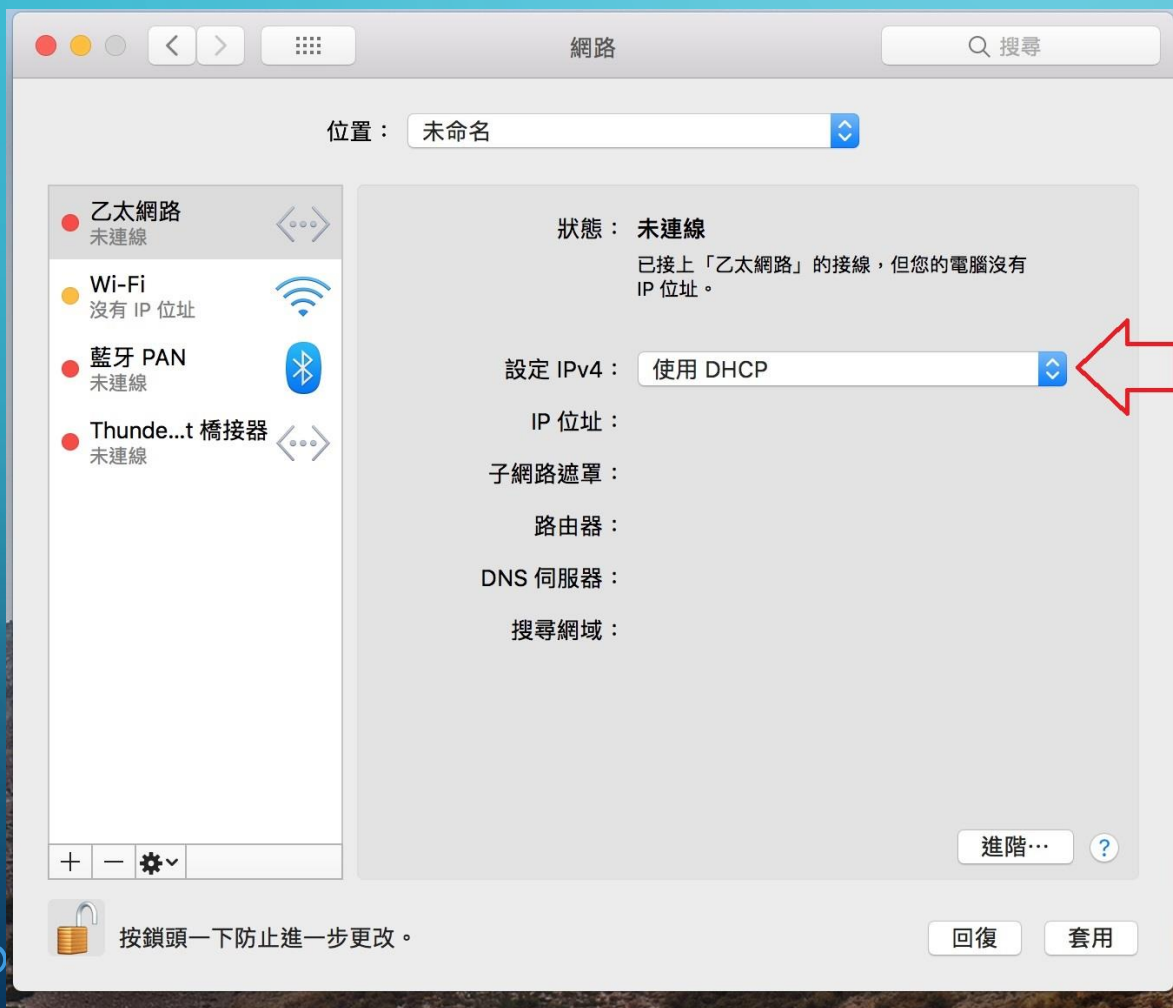 網路
搜尋
位置：
未命名
乙太網路
未連線
Wi-Fi
沒有 IP 位址
藍牙 PAN
未連線
Thunde...t 橋接器
未連線
狀態：
未連線
已接上「乙太網路」的接線，但您的電腦沒有
IP 位址。
設定 IPv4：
使用 DHCP
IP 位址：
子網路遮罩：
路由器：
DNS 伺服器：
搜尋網域：
進階⋯
?
按鎖頭一下防止進一步更改。
回復
套用